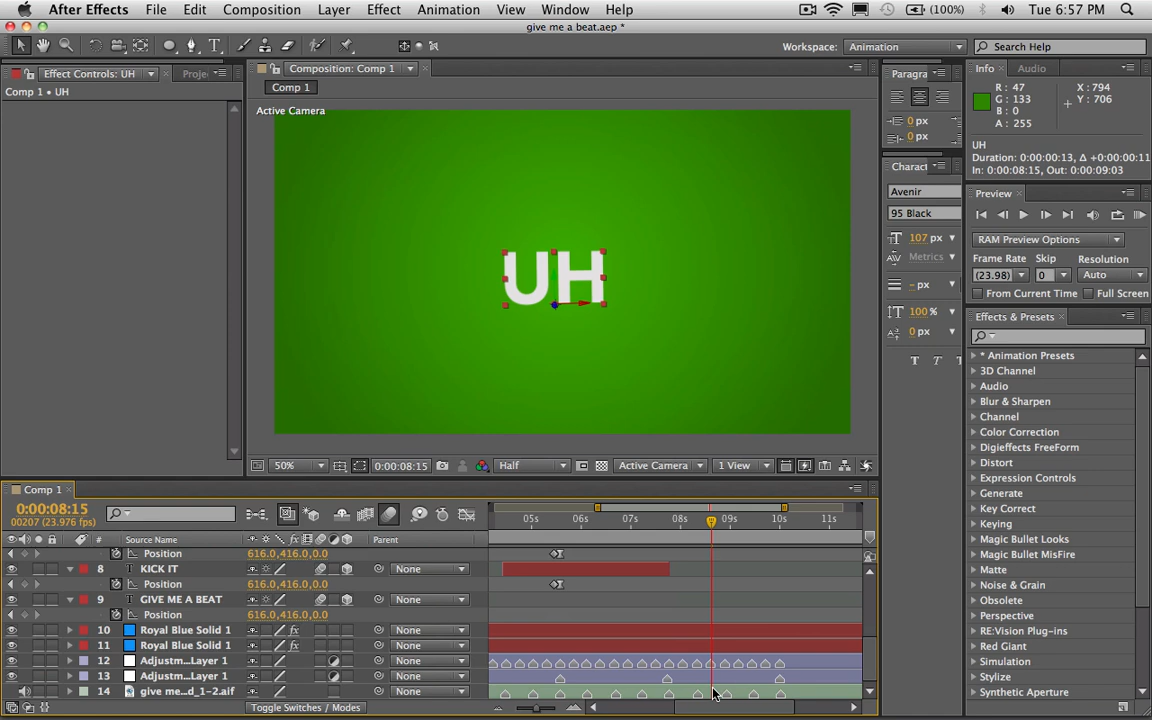 After Effects File Edit Composition Layer Effect Animation View Window Help (100%) Tue 6:57 PM
give me a beat.aep *
Workspace: Animation Search Help
Effect Controls: UH Composition: Comp 1 Paragra Info Audio
Comp 1 • UH Comp 1
Active Camera
R : 47 X : 794
G : 133 Y : 706
B : 0
A : 255
0 px
0 px
UH
Duration: 0:00:00:13, Δ +0:00:00:11
In: 0:00:08:15, Out: 0:00:09:03
Charact
Avenir
95 Black
107 px
Metrics
- px
100 %
0 px
T T
Preview
RAM Preview Options
Frame Rate Skip Resolution
(23.98) 0 Auto
From Current Time Full Screen
Effects & Presets
* Animation Presets
3D Channel
Audio
Blur & Sharpen
Channel
Color Correction
Digieffects FreeForm
Distort
Expression Controls
Generate
Key Correct
Keying
Magic Bullet Looks
Magic Bullet MisFire
Matte
Noise & Grain
Obsolete
Perspective
RE:Vision Plug-ins
Red Giant
Simulation
Stylize
Synthetic Aperture
UH
50% 0:00:08:15 Half Active Camera 1 View
Comp 1
0:00:08:15
00207 (23.976 fps)
05s 06s 07s 08s 09s 10s 11s
# Source Name Parent
Position 616.0,416.0,0.0
8 T KICK IT None
Position 616.0,416.0,0.0
9 T GIVE ME A BEAT None
Position 616.0,416.0,0.0
10 Royal Blue Solid 1 fx None
11 Royal Blue Solid 1 fx None
12 Adjustm...Layer 1 None
13 Adjustm...Layer 1 None
14 give me...d_1-2.aif None
Toggle Switches / Modes